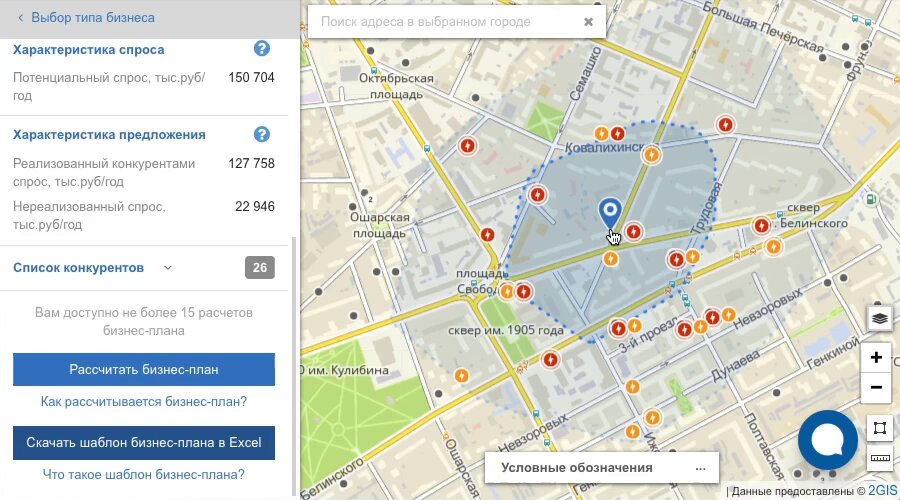 Выбор типа бизнеса
Характеристика спроса
?
Потенциальный спрос, тыс.руб/
год
150 704
Характеристика предложения
?
Реализованный конкурентами
спрос, тыс.руб/год
127 758
Нереализованный спрос,
тыс.руб/год
22 946
Список конкурентов
26
Вам доступно не более 15 расчетов
бизнес-плана
Рассчитать бизнес-план
Как рассчитывается бизнес-план?
Скачать шаблон бизнес-плана в Excel
Что такое шаблон бизнес-плана?
Поиск адреса в выбранном городе
Большая Печёрская
Семашко
Октябрьская
площадь
Ковалихинск
2
Ошарская
площадь
Трудовая
сквер
Белинского
площадь
Свобо
сквер им. 1905 года
3-й проезд
Невзоровых
Генкиной
Дунаева
О им. Кулибина
Невзоровых
Ошарская
Белинского
Полтавская
Условные обозначения
...
+
−
| Данные предоставлены © 2GIS